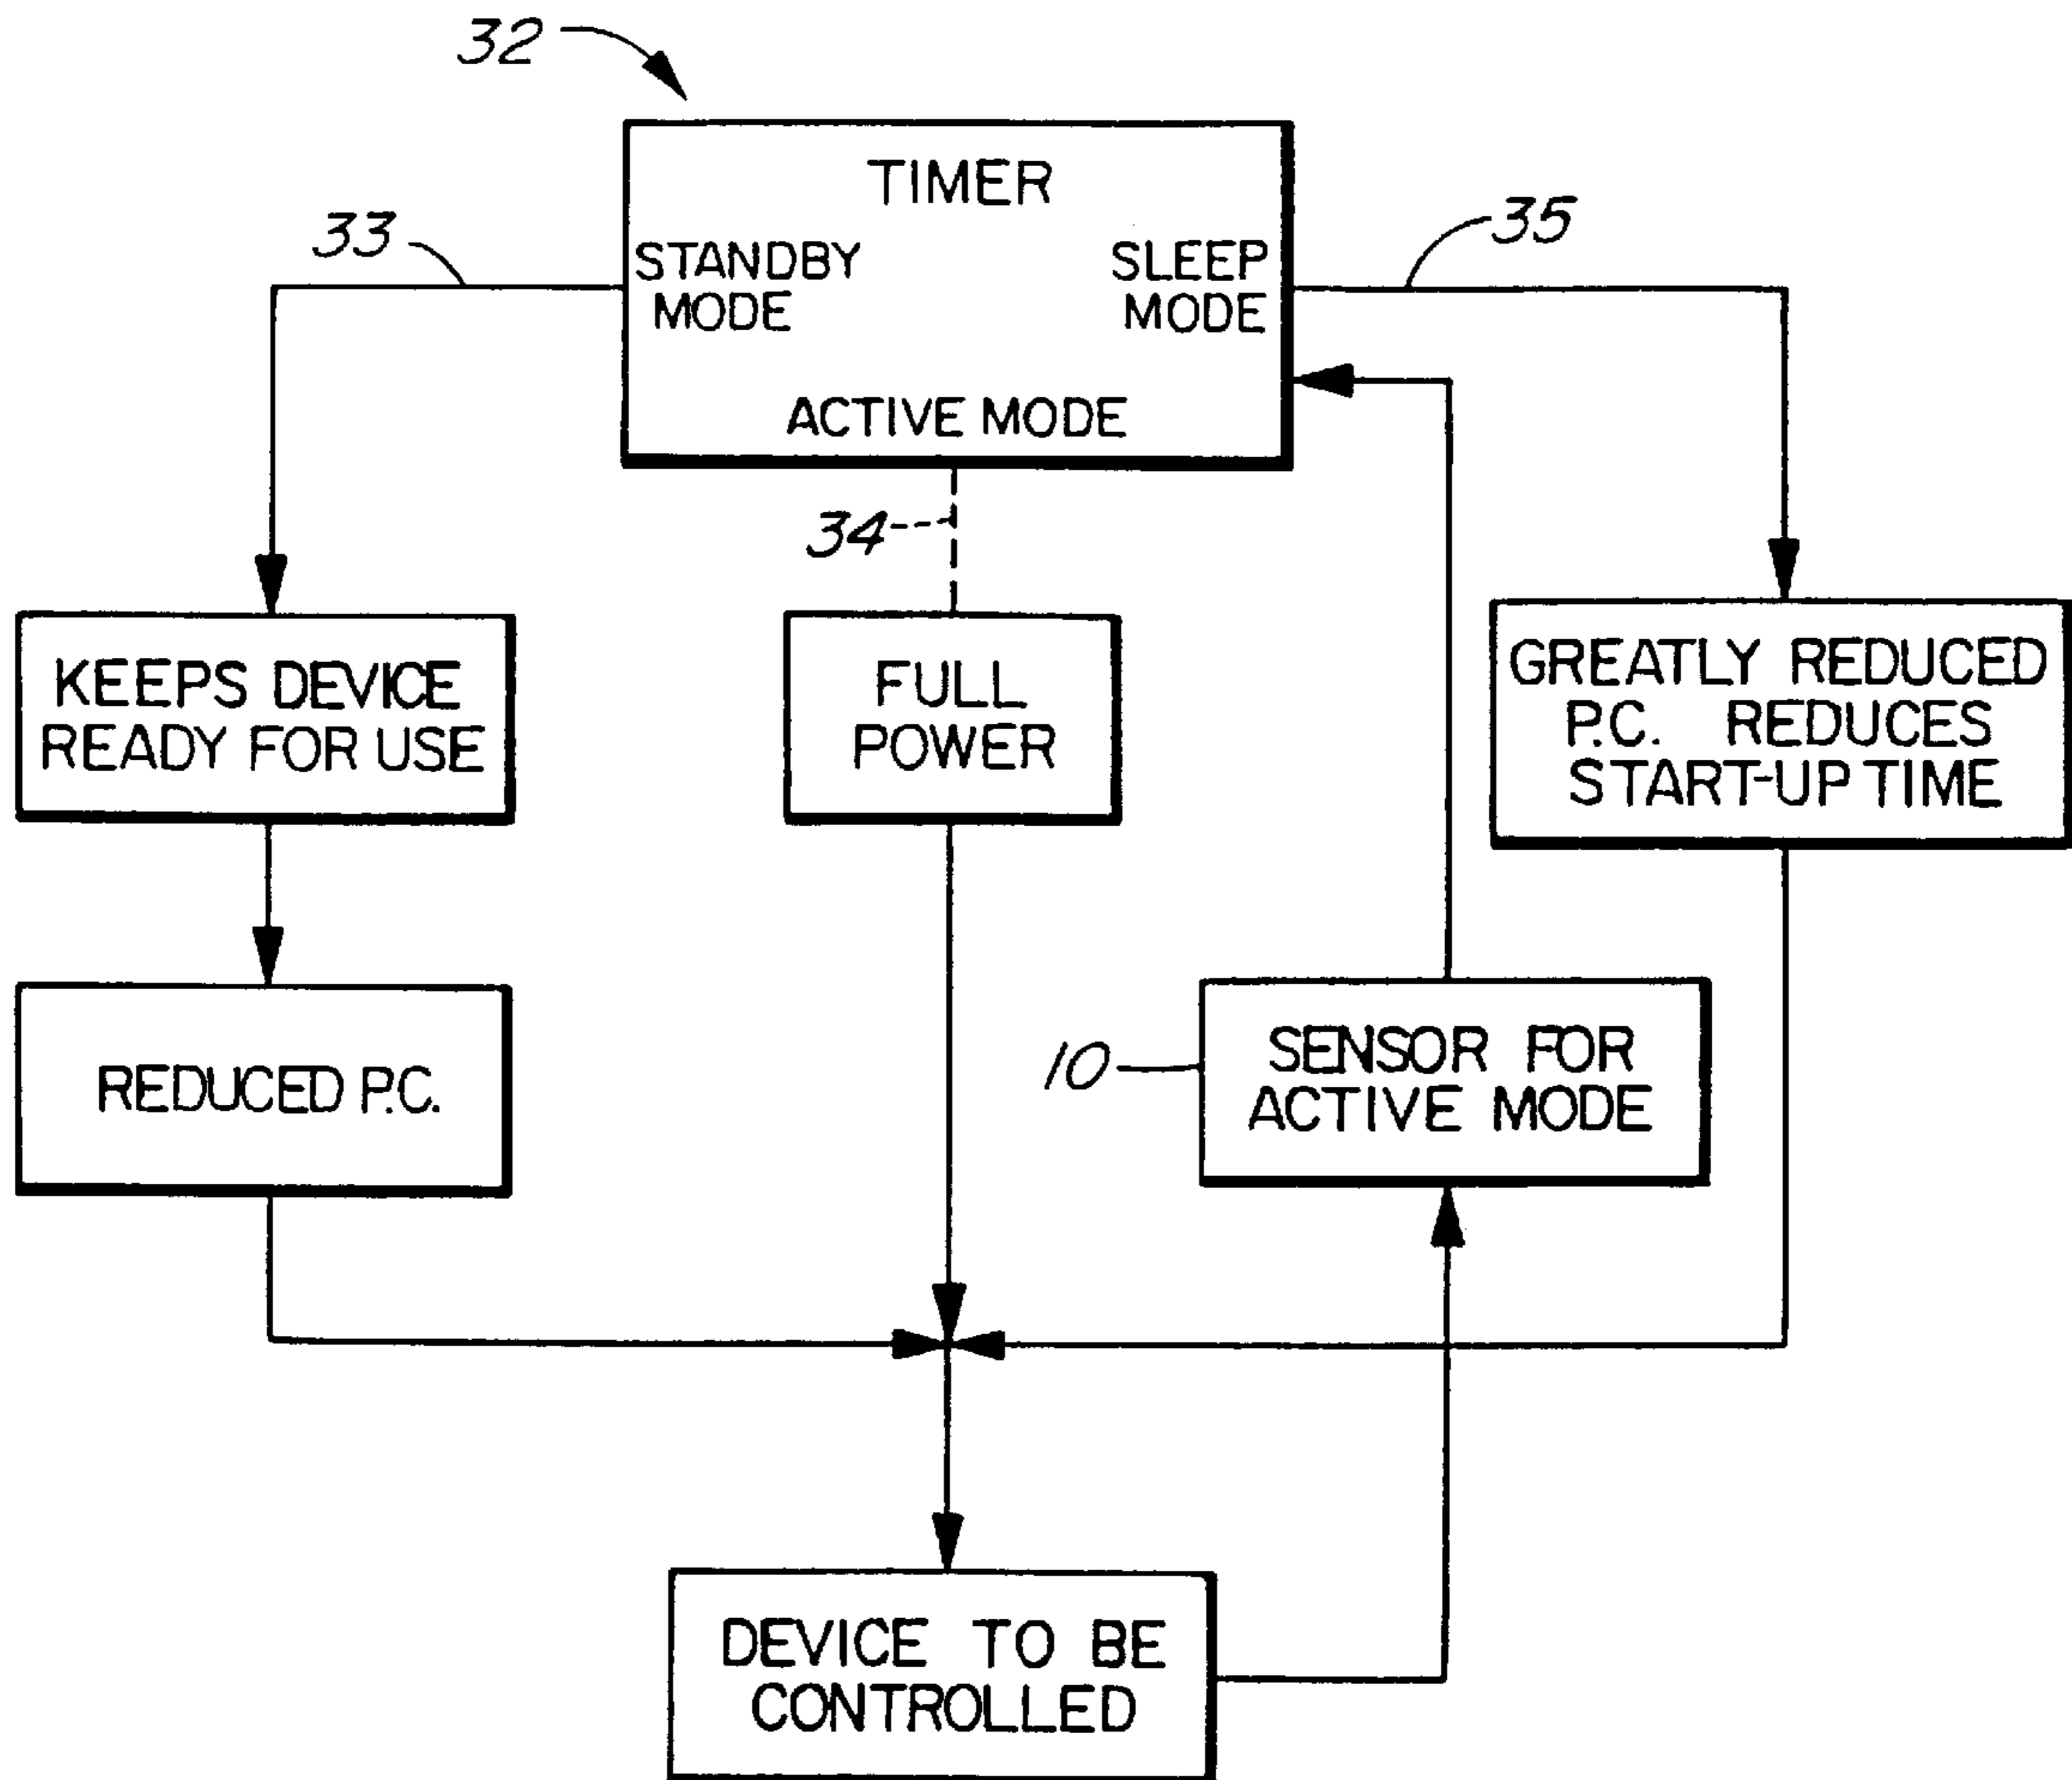 32
TIMER
33
STANDBY
MODE
SLEEP
MODE
35
ACTIVE MODE
34
KEEPS DEVICE
READY FOR USE
FULL
POWER
GREATLY REDUCED
P.C. REDUCES
START-UP TIME
REDUCED P.C.
10
SENSOR FOR
ACTIVE MODE
DEVICE TO BE
CONTROLLED